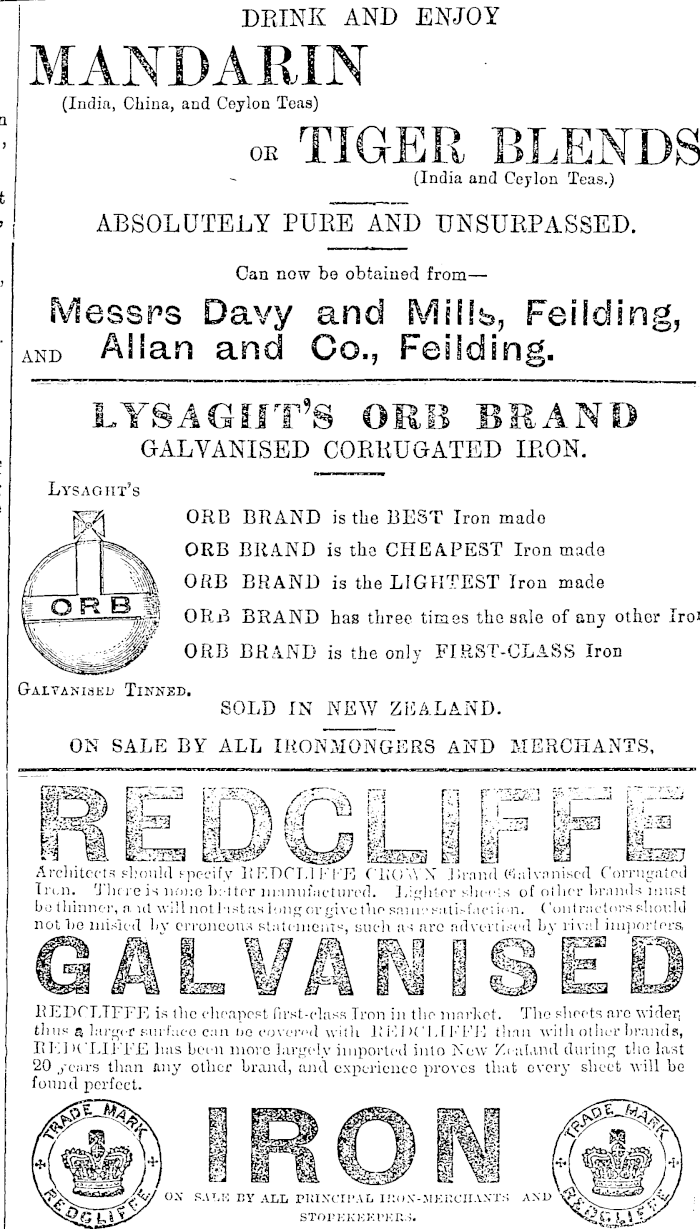 DRINK AND ENJOY
MANDARIN
(India, China, and Ceylon Teas)
OR TIGER BLENDS
(India and Ceylon Teas.)
ABSOLUTELY PURE AND UNSURPASSED.
Can now be obtained from—
Messrs Davy and Mills, Feilding,
AND Allan and Co., Feilding.
LYSAGHT'S ORB BRAND
GALVANISED CORRUGATED IRON.
LYSAGHT'S
ORB
GALVANISED TINNED.
ORB BRAND is the BEST Iron made
ORB BRAND is the CHEAPEST Iron made
ORB BRAND is the LIGHTEST Iron made
ORB BRAND has three times the sale of any other Iron
ORB BRAND is the only FIRST-CLASS Iron
SOLD IN NEW ZEALAND.
ON SALE BY ALL IRONMONGERS AND MERCHANTS,
REDCLIFFE
Architects should specify REDCLIFFE CROWN Brand Galvanised Corrugated
Iron. There is none better manufactured. Lighter sheets of other brands must
be thinner, and will not last as long or give the same satisfaction. Contractors should
not be misled by erroneous statements, such as are advertised by rival importers,
GALVANISED
REDCLIFFE is the cheapest first-class Iron in the market. The sheets are wider,
thus a larger surface can be covered with REDCLIFFE than with other brands,
REDCLIFFE has been more largely imported into New Zealand during the last
20 years than any other brand, and experience proves that every sheet will be
found perfect.
TRADE MARK
REDCLIFFE
IRON
TRADE MARK
REDCLIFFE
ON SALE BY ALL PRINCIPAL IRON-MERCHANTS AND
STOREKEEPERS.